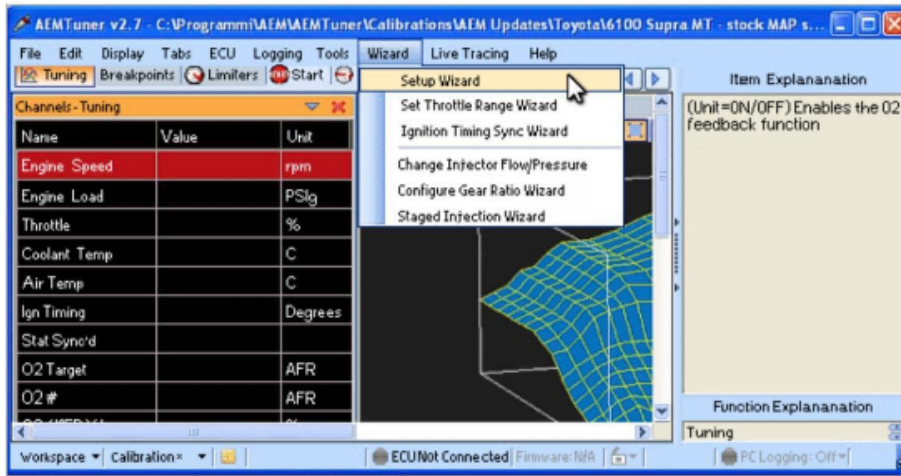 AEMTuner v2.7 - C:\Programmi\AEM\AEMTuner\Calibrations\AEM Updates\Toyota\6100 Supra MT - stock MAP s...
File Edit Display Tabs ECU Logging Tools Wizard Live Tracing Help
Tuning Breakpoints Limiters Start
Setup Wizard
Set Throttle Range Wizard
Ignition Timing Sync Wizard
Change Injector Flow/Pressure
Configure Gear Ratio Wizard
Staged Injection Wizard
Channels - Tuning
Name Value Unit
Engine Speed rpm
Engine Load PSIg
Throttle %
Coolant Temp C
Air Temp C
Ign Timing Degrees
Stat Sync'd
O2 Target AFR
O2 # AFR
Item Explananation
(Unit=ON/OFF) Enables the O2
feedback function
Function Explananation
Tuning
Workspace Calibration× ECU Not Connected Firmware: N/A PC Logging: Off